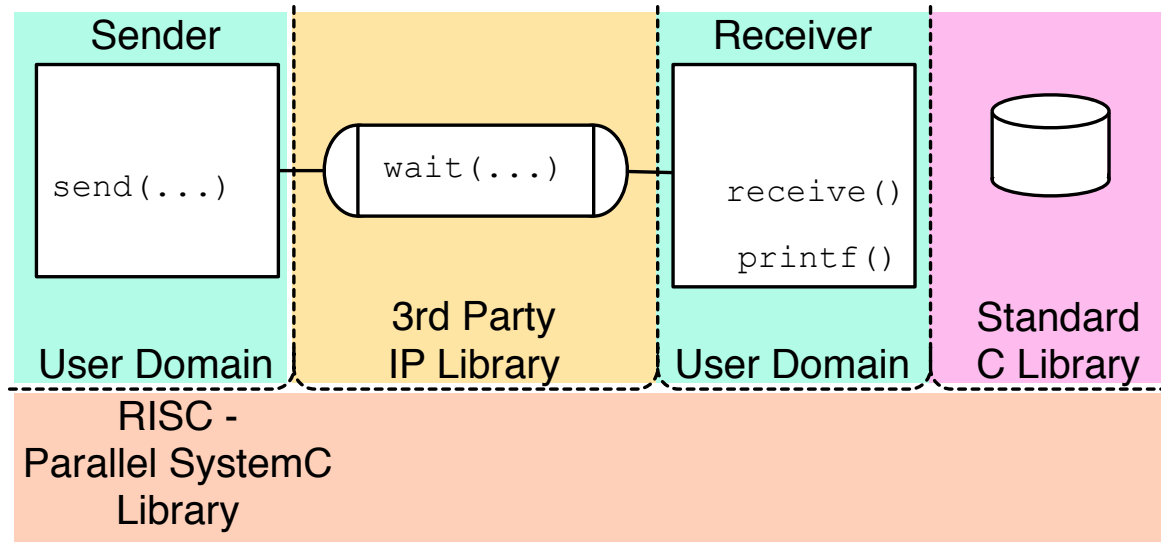 Sender
send(...)
User Domain
wait(...)
3rd Party
IP Library
Receiver
receive()
printf()
User Domain
Standard
C Library
RISC -
Parallel SystemC
Library